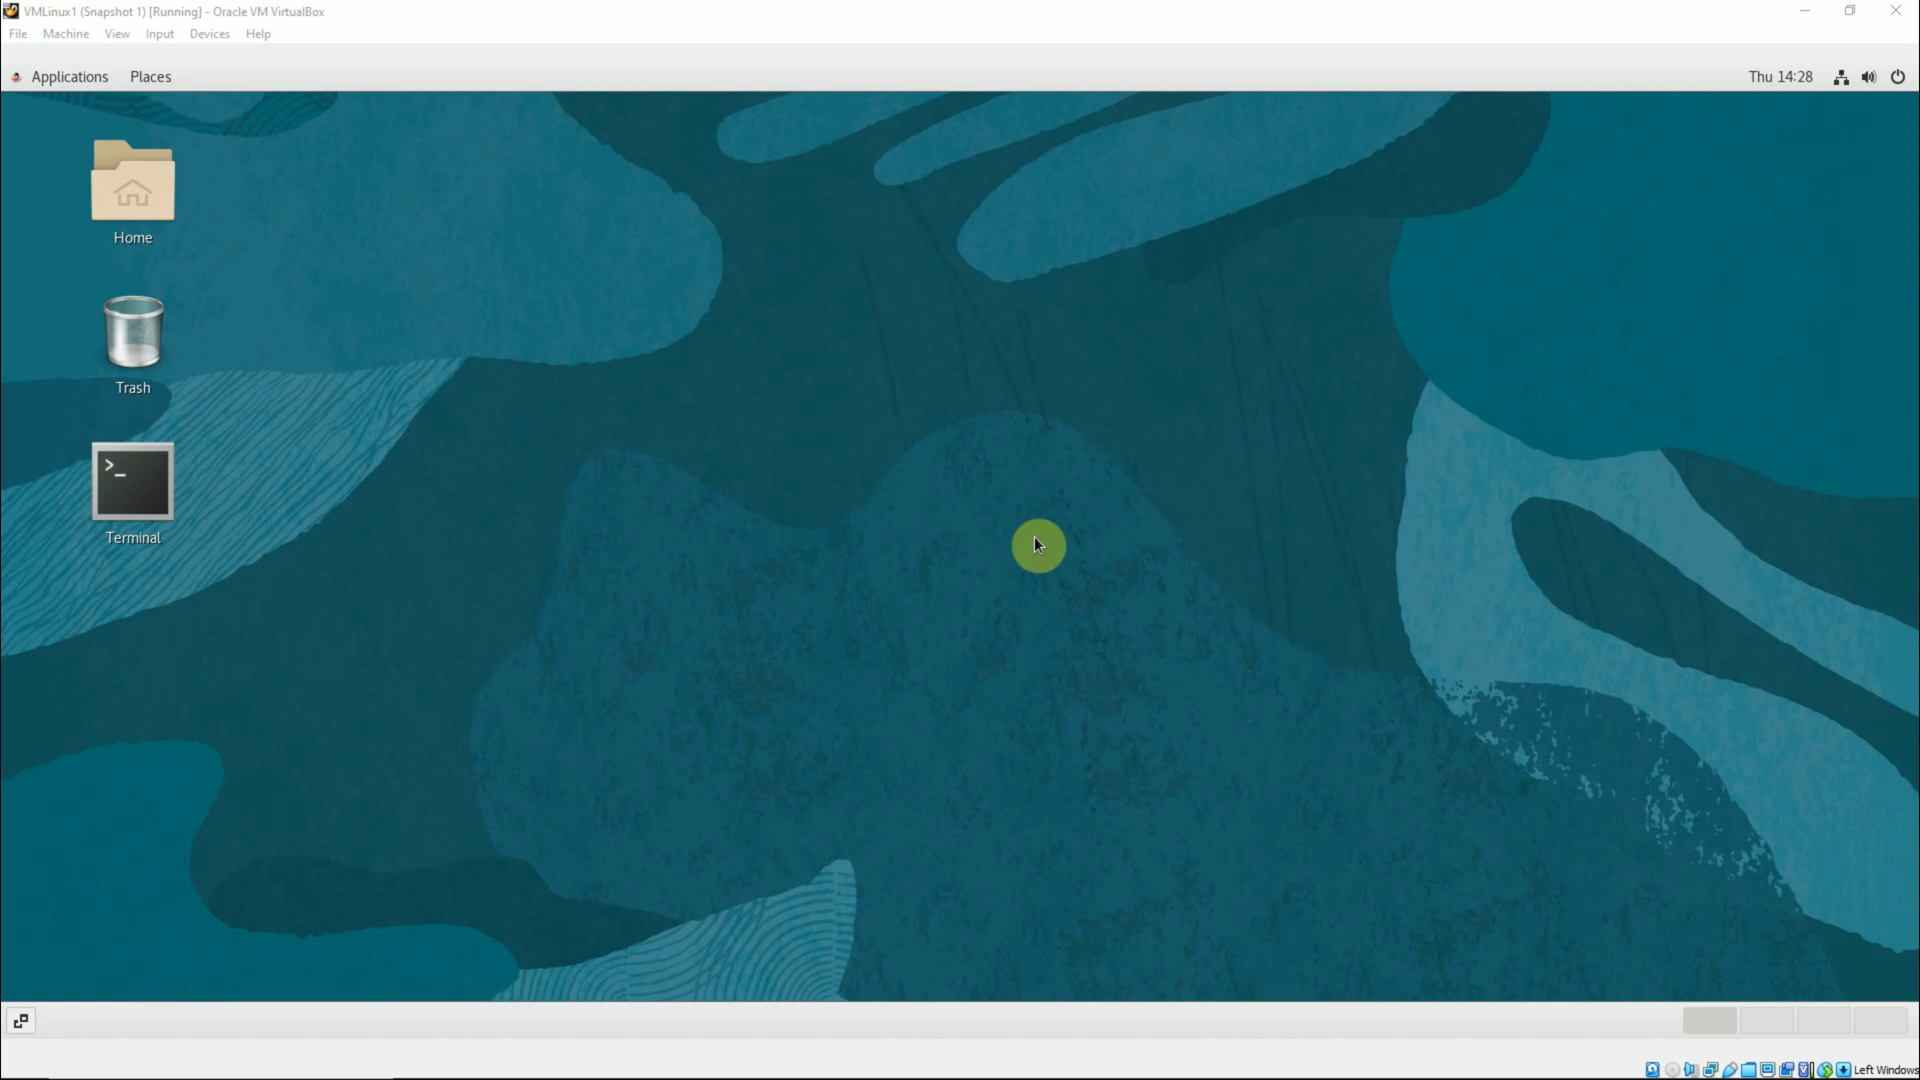 VMLinux1 (Snapshot 1) [Running] - Oracle VM VirtualBox
File Machine View Input Devices Help
Applications Places Thu 14:28
Home
Trash
>_
Terminal
Left Windows